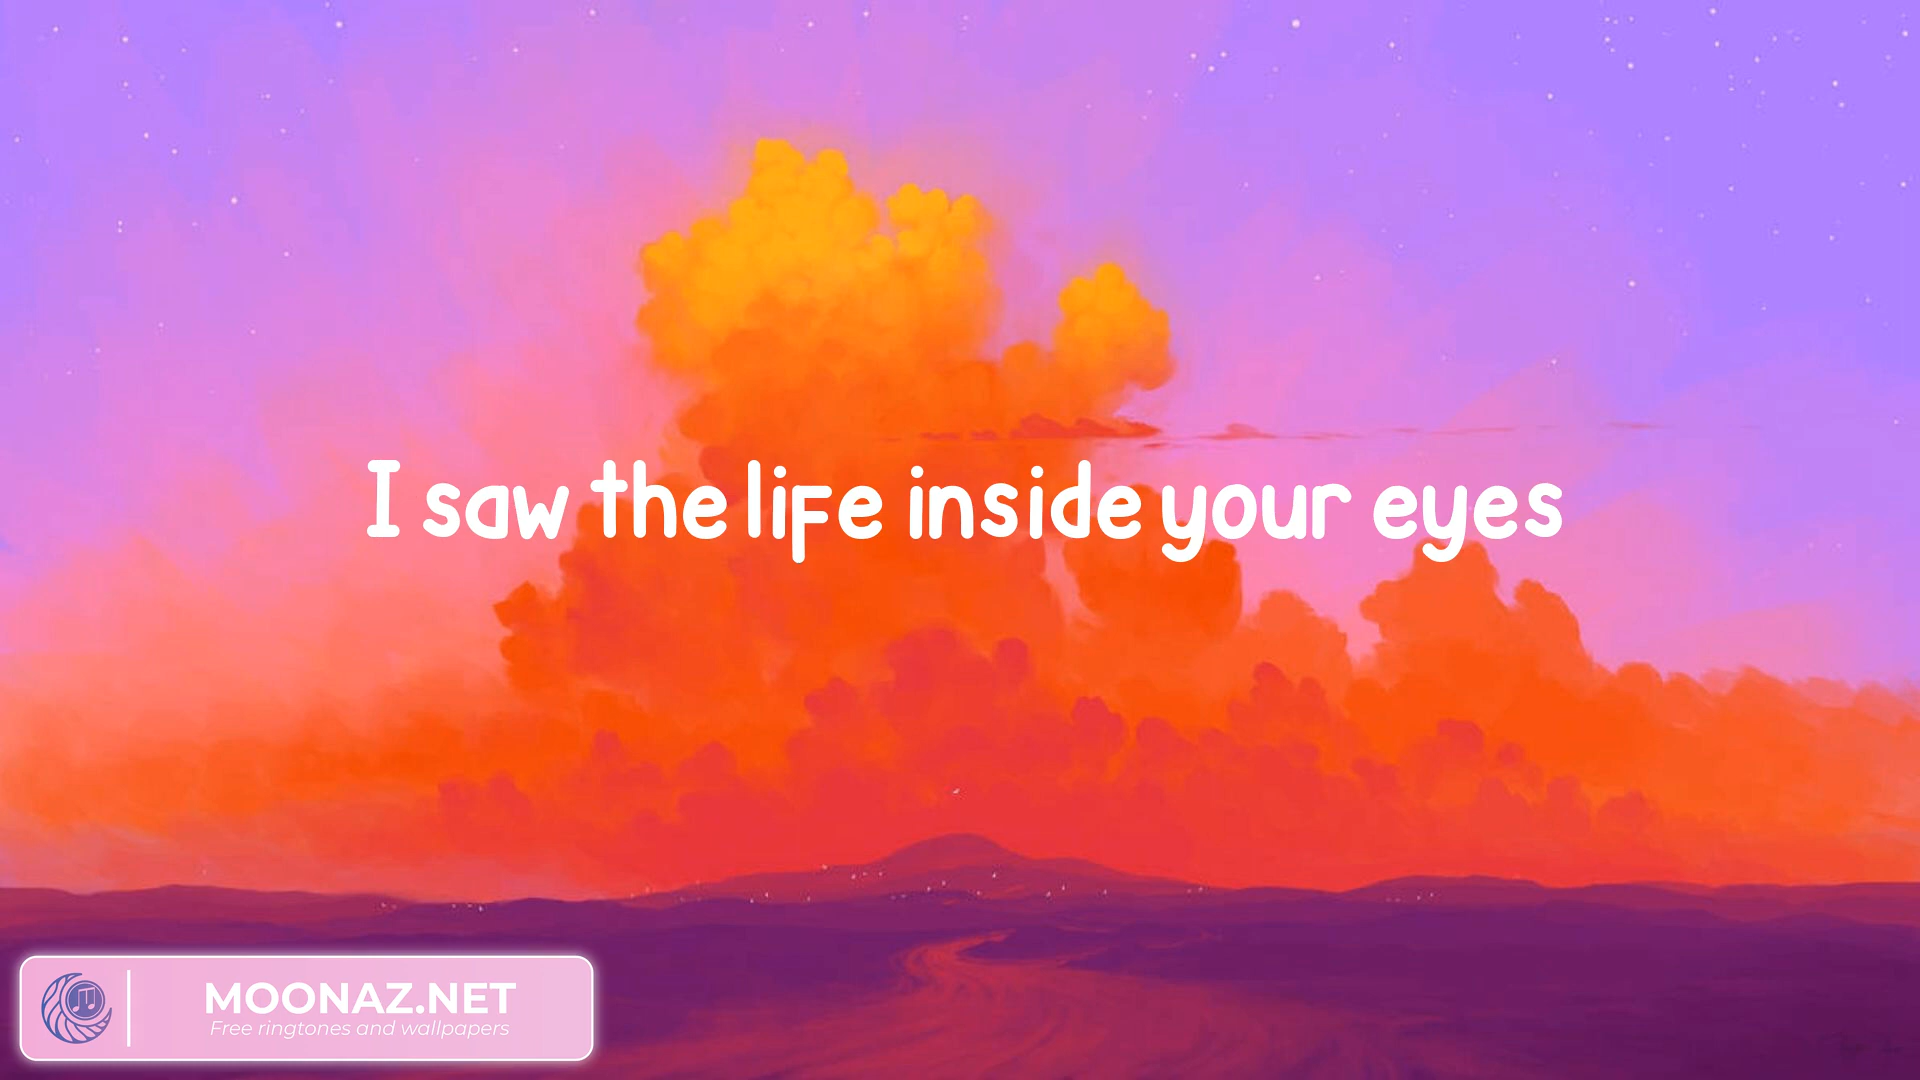 I saw the life inside your eyes
MOONAZ.NET
Free ringtones and wallpapers